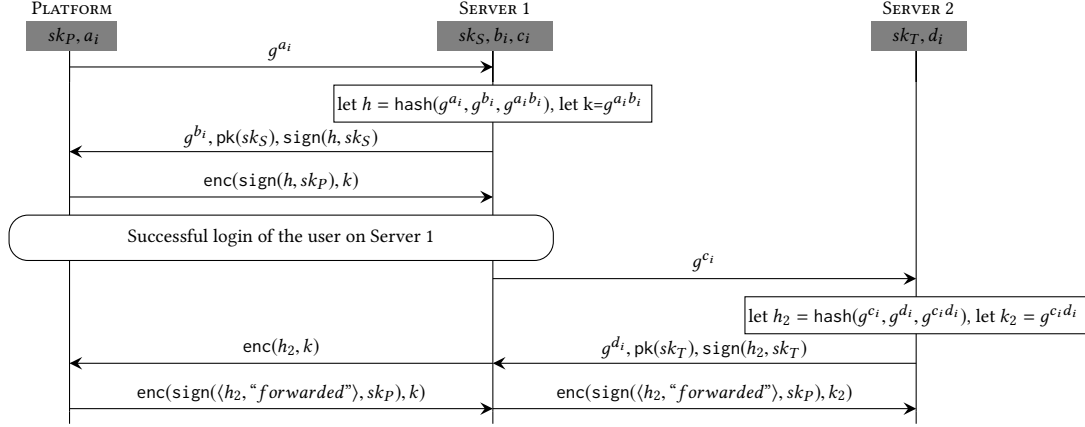 PLATFORM SERVER 1 SERVER 2
sk_P, a_i sk_S, b_i, c_i sk_T, d_i
g^{a_i}
let h = hash(g^{a_i}, g^{b_i}, g^{a_i b_i}), let k=g^{a_i b_i}
g^{b_i}, pk(sk_S), sign(h, sk_S)
enc(sign(h, sk_P), k)
Successful login of the user on Server 1
g^{c_i}
let h_2 = hash(g^{c_i}, g^{d_i}, g^{c_i d_i}), let k_2 = g^{c_i d_i}
enc(h_2, k) g^{d_i}, pk(sk_T), sign(h_2, sk_T)
enc(sign(⟨h_2, “forwarded”⟩, sk_P), k) enc(sign(⟨h_2, “forwarded”⟩, sk_P), k_2)